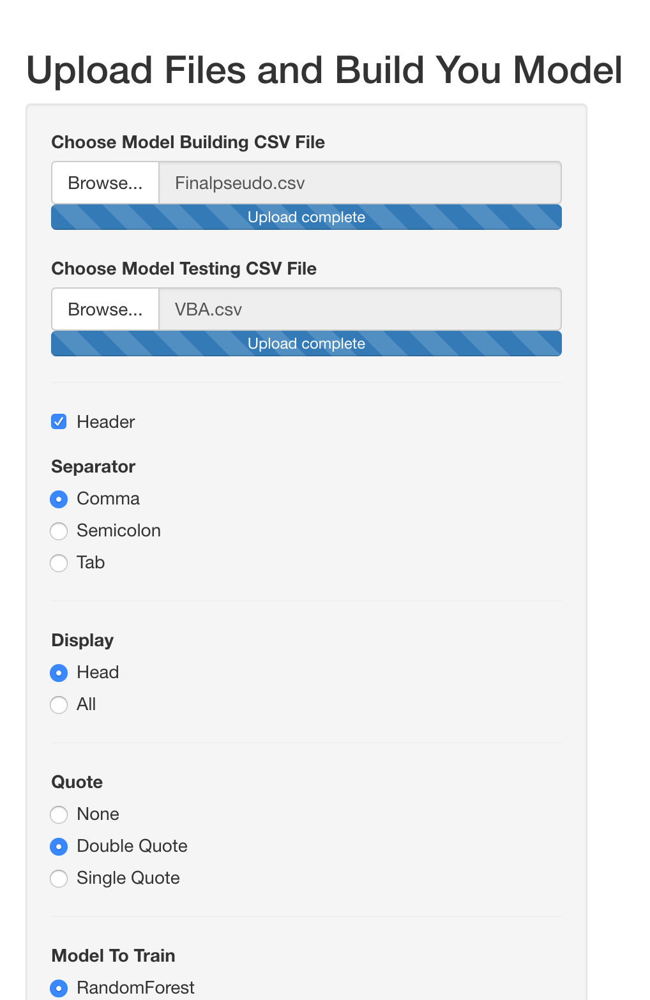 Upload Files and Build You Model
Choose Model Building CSV File
Browse... Finalpseudo.csv
Upload complete
Choose Model Testing CSV File
Browse... VBA.csv
Upload complete
Header
Separator
Comma
Semicolon
Tab
Display
Head
All
Quote
None
Double Quote
Single Quote
Model To Train
RandomForest